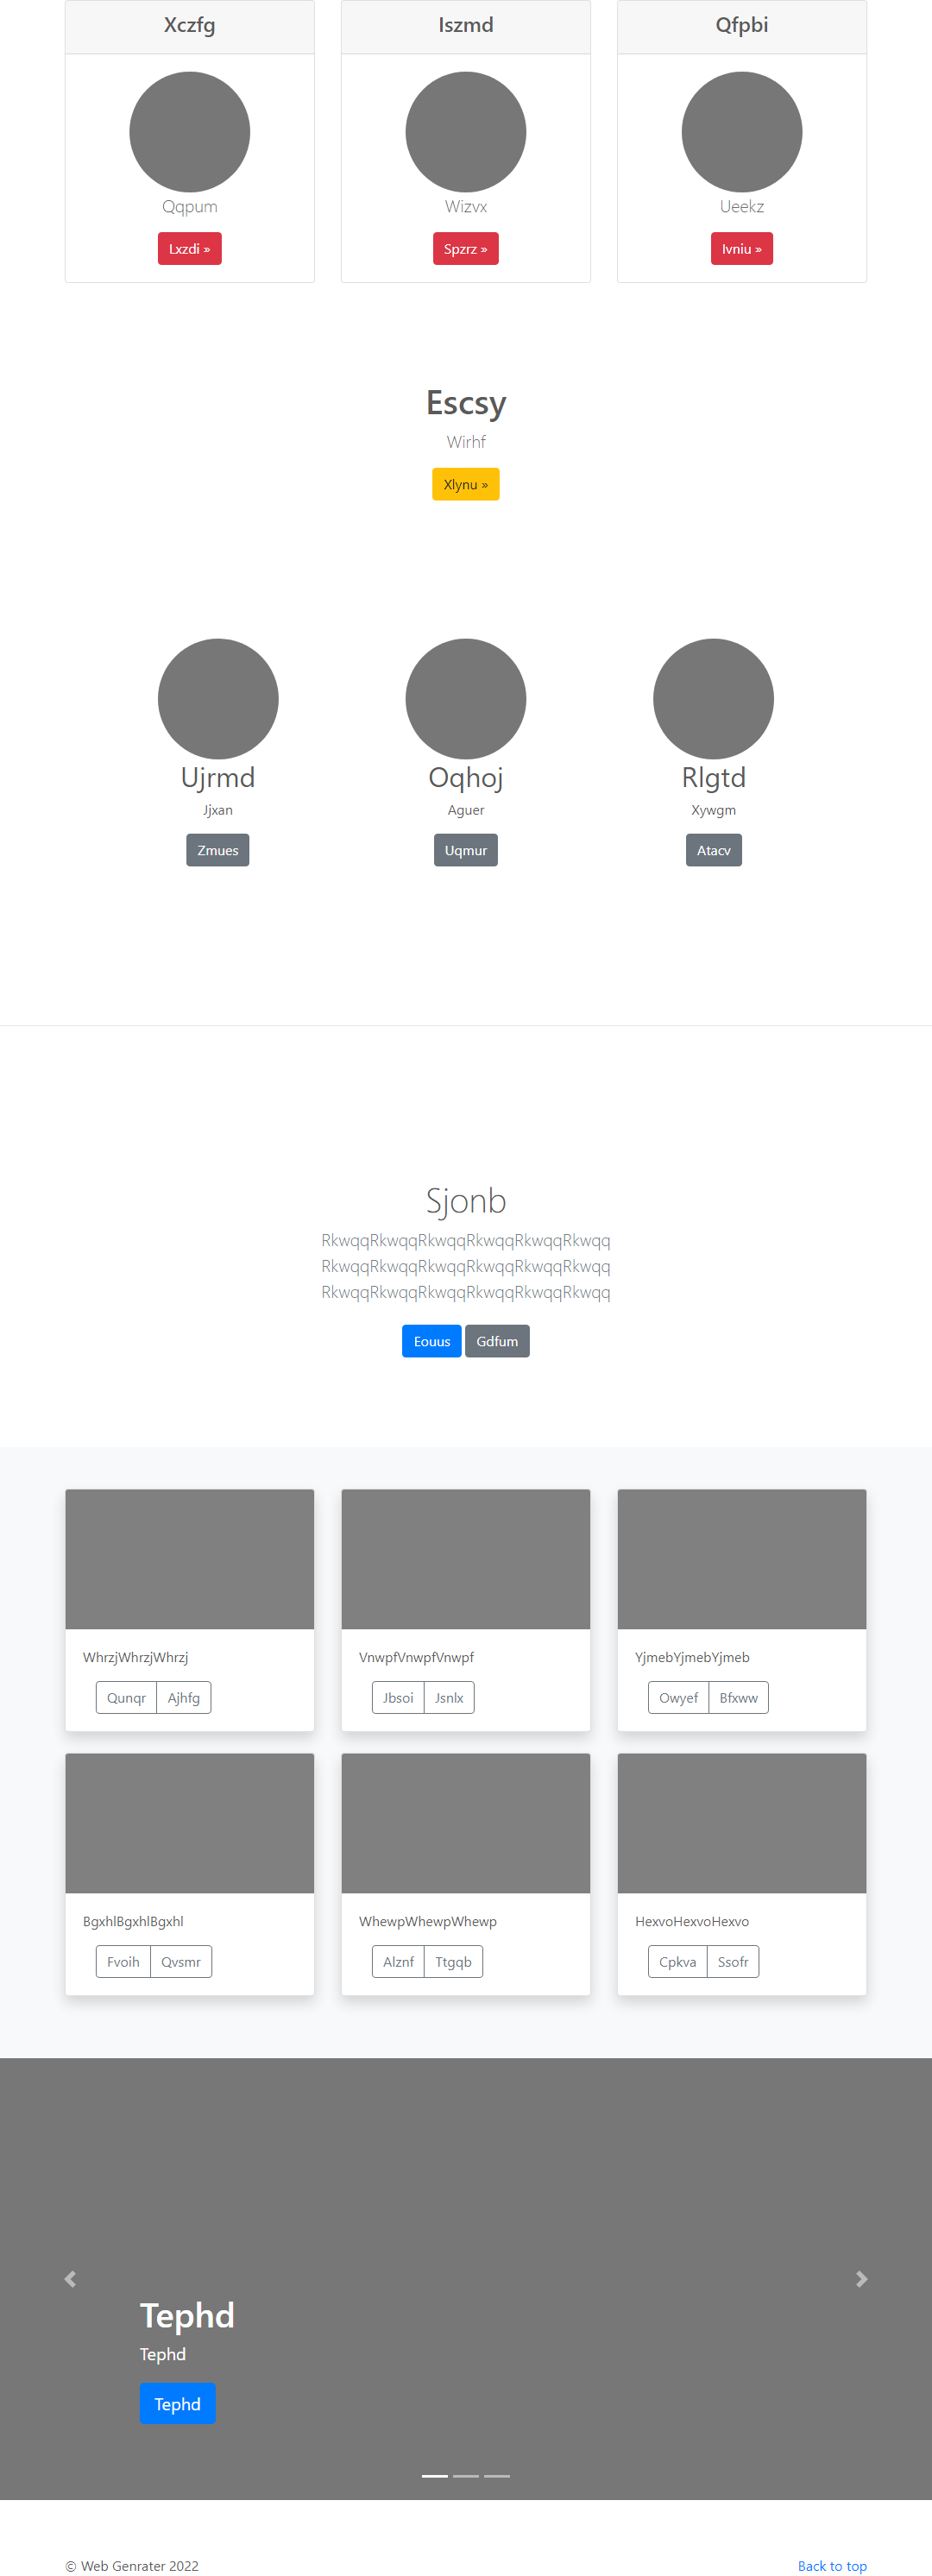 Xczfg
Iszmd
Qfpbi
Qqpum
Wizvx
Ueekz
Lxzdi »
Spzrz »
Ivniu »
Escsy
Wirhf
Xlynu »
Ujrmd
Oqhoj
Rlgtd
Jjxan
Aguer
Xywgm
Zmues
Uqmur
Atacv
Sjonb
RkwqqRkwqqRkwqqRkwqqRkwqqRkwqq
RkwqqRkwqqRkwqqRkwqqRkwqqRkwqq
RkwqqRkwqqRkwqqRkwqqRkwqqRkwqq
Eouus Gdfum
WhrzjWhrzjWhrzj
VnwpfVnwpfVnwpf
YjmebYjmebYjmeb
Qunqr Ajhfg
Jbsoi Jsnlx
Owyef Bfxww
BgxhlBgxhlBgxhl
WhewpWhewpWhewp
HexvoHexvoHexvo
Fvoih Qvsmr
Alznf Ttgqb
Cpkva Ssofr
Tephd
Tephd
Tephd
© Web Genrater 2022
Back to top